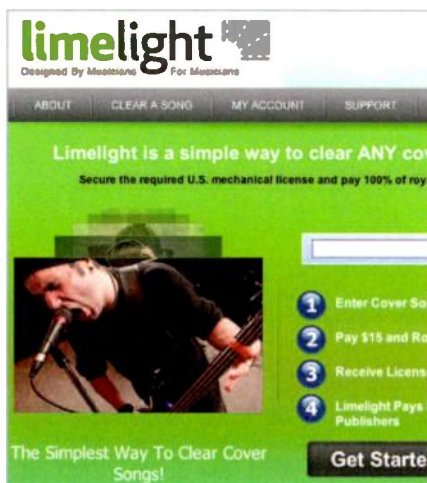 limelight
Designed By Musicians For Musicians
ABOUT CLEAR A SONG MY ACCOUNT SUPPORT
Limelight is a simple way to clear ANY cov
Secure the required U.S. mechanical license and pay 100% of roy
1 Enter Cover So
2 Pay $15 and Ro
3 Receive Licens
4 Limelight Pays
Publishers
The Simplest Way To Clear Cover
Songs!
Get Starte